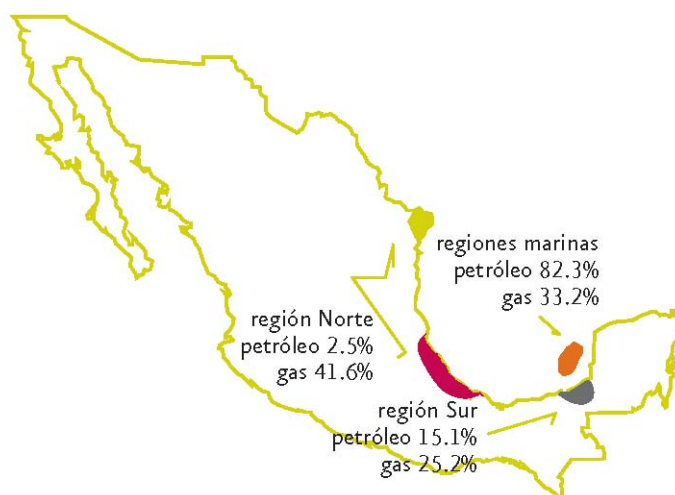 regiones marinas
petróleo 82.3%
gas 33.2%
región Norte
petróleo 2.5%
gas 41.6%
región Sur
petróleo 15.1%
gas 25.2%